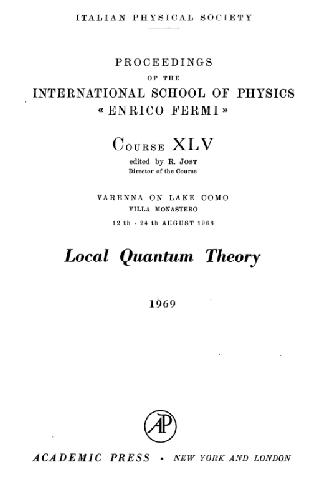 ITALIAN PHYSICAL SOCIETY
PROCEEDINGS
OF THE
INTERNATIONAL SCHOOL OF PHYSICS
« ENRICO FERMI »
COURSE XLV
edited by R. JOST
Director of the Course
VARENNA ON LAKE COMO
VILLA MONASTERO
12th - 24th AUGUST 1968
Local Quantum Theory
1969
AP
ACADEMIC PRESS • NEW YORK AND LONDON